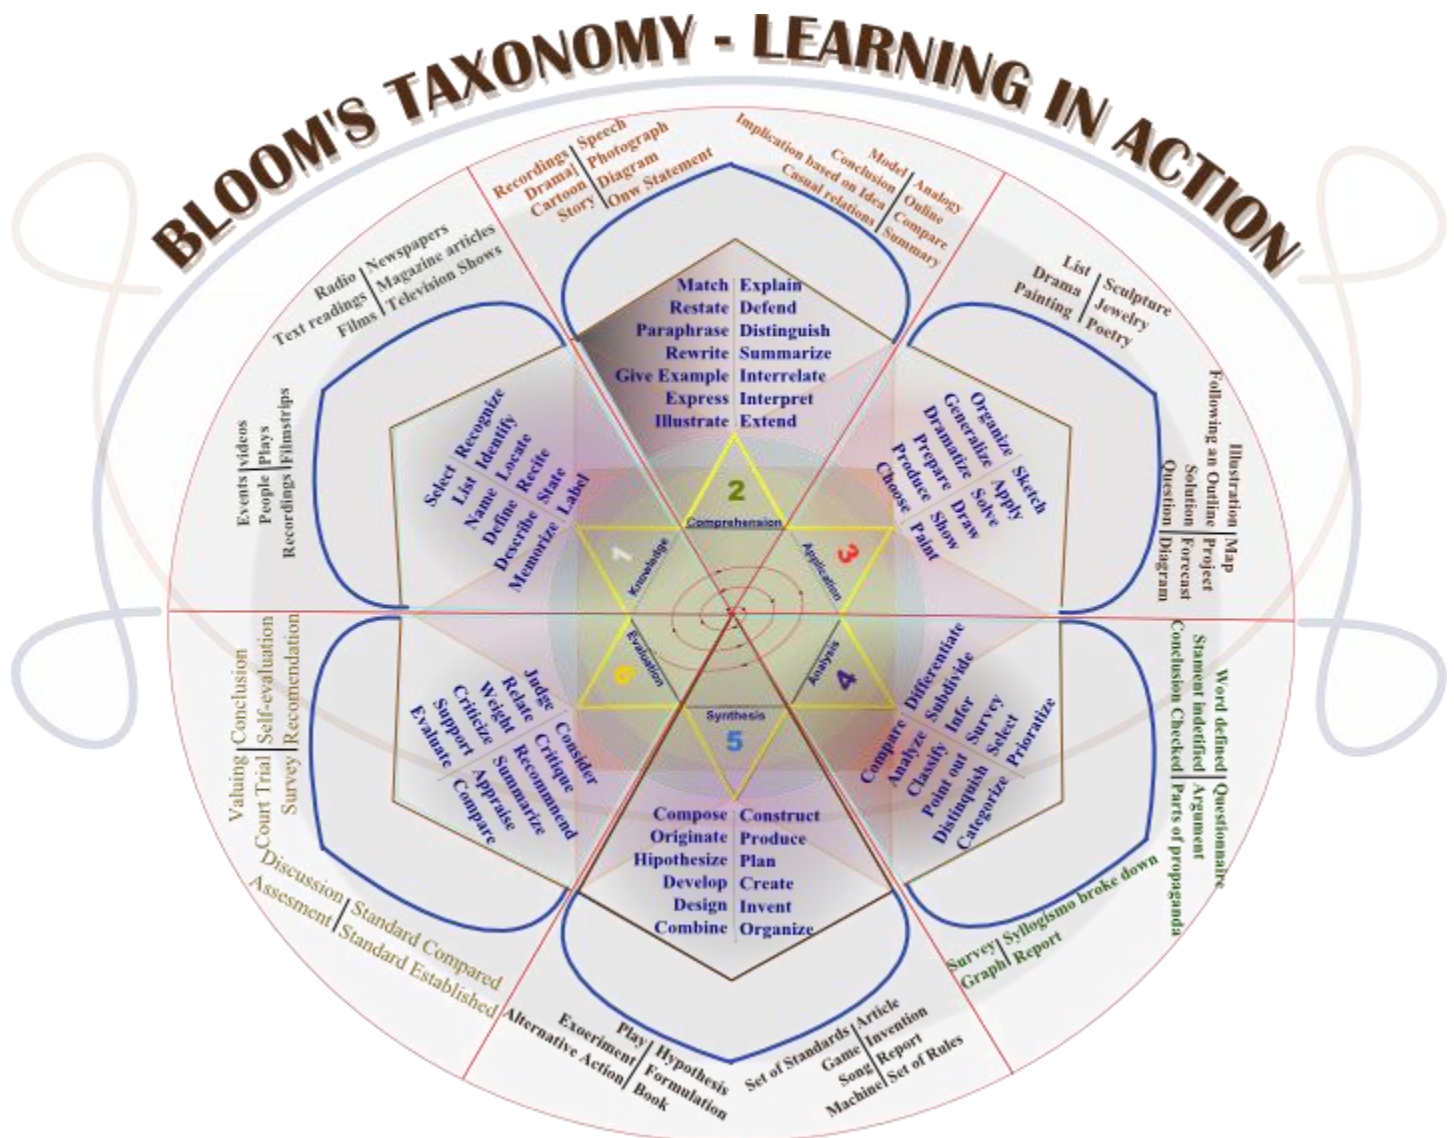 BLOOM'S TAXONOMY - LEARNING IN ACTION
Recordings Speech
Drama Photograph
Cartoon Diagram
Story Onw Statement
Model Analogy
Conclusion Online
Implication based on Idea Compare
Casual relations Summary
Match Explain
Restate Defend
Paraphrase Distinguish
Rewrite Summarize
Give Example Interrelate
Express Interpret
Illustrate Extend
2
Comprehension
List Sculpture
Drama Jewelry
Painting Poetry
Illustration Map
Following an Outline Project
Solution Forecast
Question Diagram
Organize Sketch
Generalize Apply
Dramatize Solve
Prepare Draw
Produce Show
Choose Paint
3
Application
Word defined Questionnaire
Stament indetified Argument
Conclusion Checked Parts of propaganda
Survey Syllogismo broke down
Graph Report
Compare Differentiate
Analyze Subdivide
Classify Infer
Point out Survey
Distinquish Select
Categorize Prioratize
4
Analysis
Synthesis
5
Compose Construct
Originate Produce
Hipothesize Plan
Develop Create
Design Invent
Combine Organize
Set of Standards Article
Game Invention
Song Report
Machine Set of Rules
Play Hypothesis
Exoeriment Formulation
Alternative Action Book
Evaluation
6
Judge Consider
Relate Critique
Weight Recommend
Criticize Summarize
Support Appraise
Evaluate Compare
Discussion Standard Compared
Assesment Standard Established
Valuing Conclusion
Court Trial Self-evaluation
Survey Recomendation
1
Knowledge
Select Recognize
List Identify
Name Locate
Define Recite
Describe State
Memorize Label
Events videos
People Plays
Recordings Filmstrips
Radio Newspapers
Text readings Magazine articles
Films Television Shows